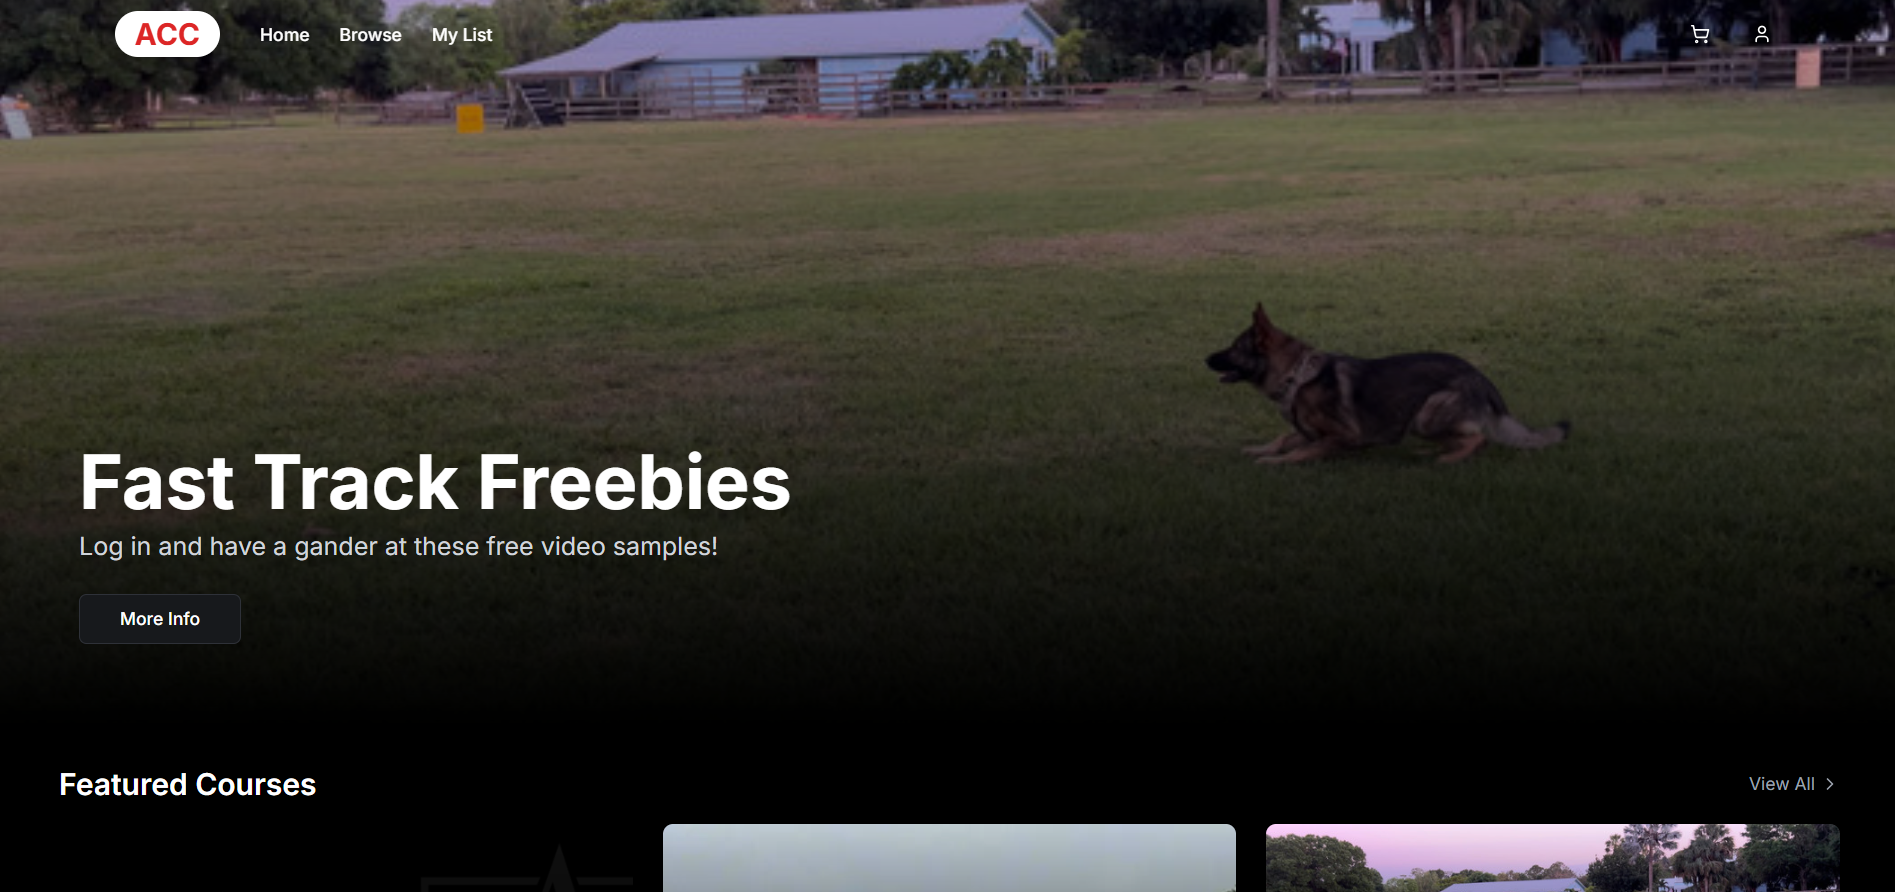 ACC
Home
Browse
My List
Fast Track Freebies
Log in and have a gander at these free video samples!
More Info
Featured Courses
View All